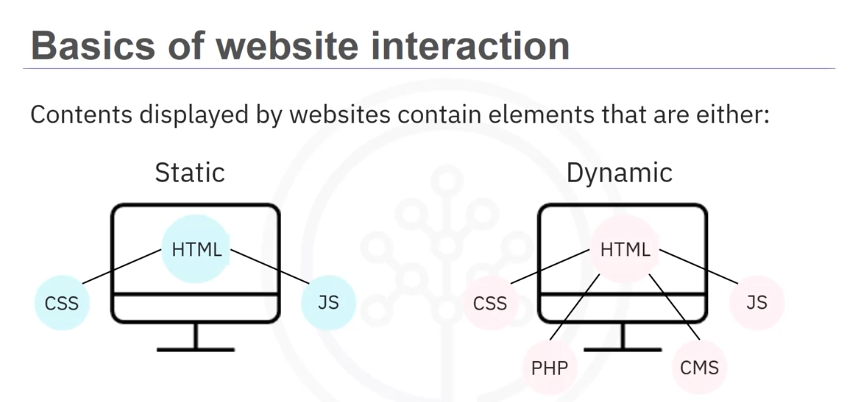 Basics of website interaction
Contents displayed by websites contain elements that are either:
Static
Dynamic
HTML
CSS
JS
HTML
CSS
JS
PHP
CMS